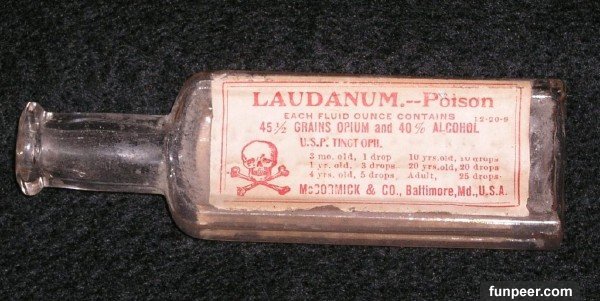 LAUDANUM.--Poison
EACH FLUID OUNCE CONTAINS
12-20-9
45½ GRAINS OPIUM and 40% ALCOHOL
U.S.P. TINCT OPII.
3 mo. old, 1 drop 10 yrs. old, 10 drops
1 yr. old, 3 drops 20 yrs. old, 20 drops
4 yrs. old, 5 drops Adult, 25 drops
McCORMICK & CO., Baltimore, Md., U.S.A.
funpeer.com